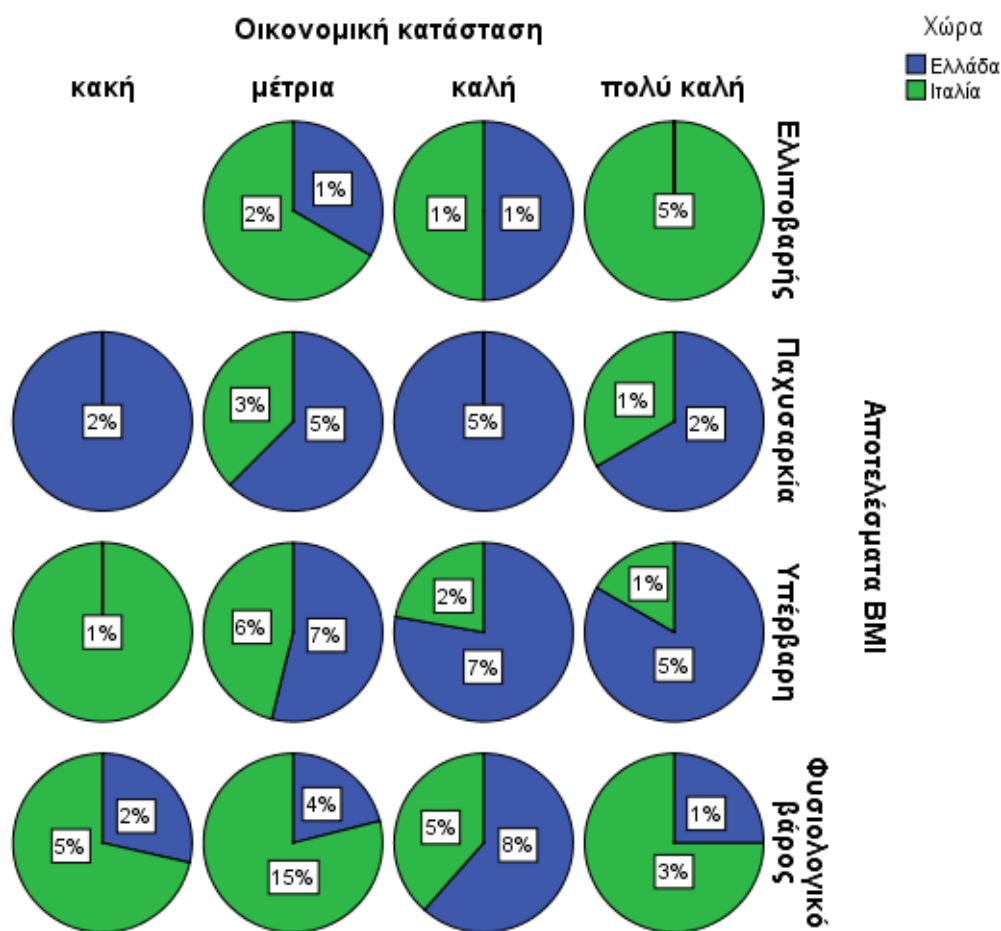 Οικονομική κατάσταση
κακή μέτρια καλή πολύ καλή
Χώρα
Ελλάδα
Ιταλία
2% 1% 1% 1% 5%
Ελλιποβαρής
2% 3% 5% 5% 1% 2%
Παχυσαρκία
1% 6% 7% 2% 7% 1% 5%
Υπέρβαρη
5% 2% 15% 4% 5% 8% 3% 1%
Φυσιολογικό
βάρος
Αποτελέσματα BMI